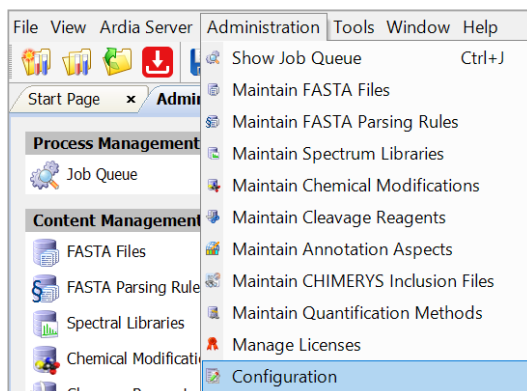 File View Ardia Server Administration Tools Window Help
Show Job Queue Ctrl+J
Maintain FASTA Files
Maintain FASTA Parsing Rules
Maintain Spectrum Libraries
Maintain Chemical Modifications
Maintain Cleavage Reagents
Maintain Annotation Aspects
Maintain CHIMERYS Inclusion Files
Maintain Quantification Methods
Manage Licenses
Configuration
Start Page x Admi
Process Management
Job Queue
Content Management
FASTA Files
FASTA Parsing Rule
Spectral Libraries
Chemical Modificati